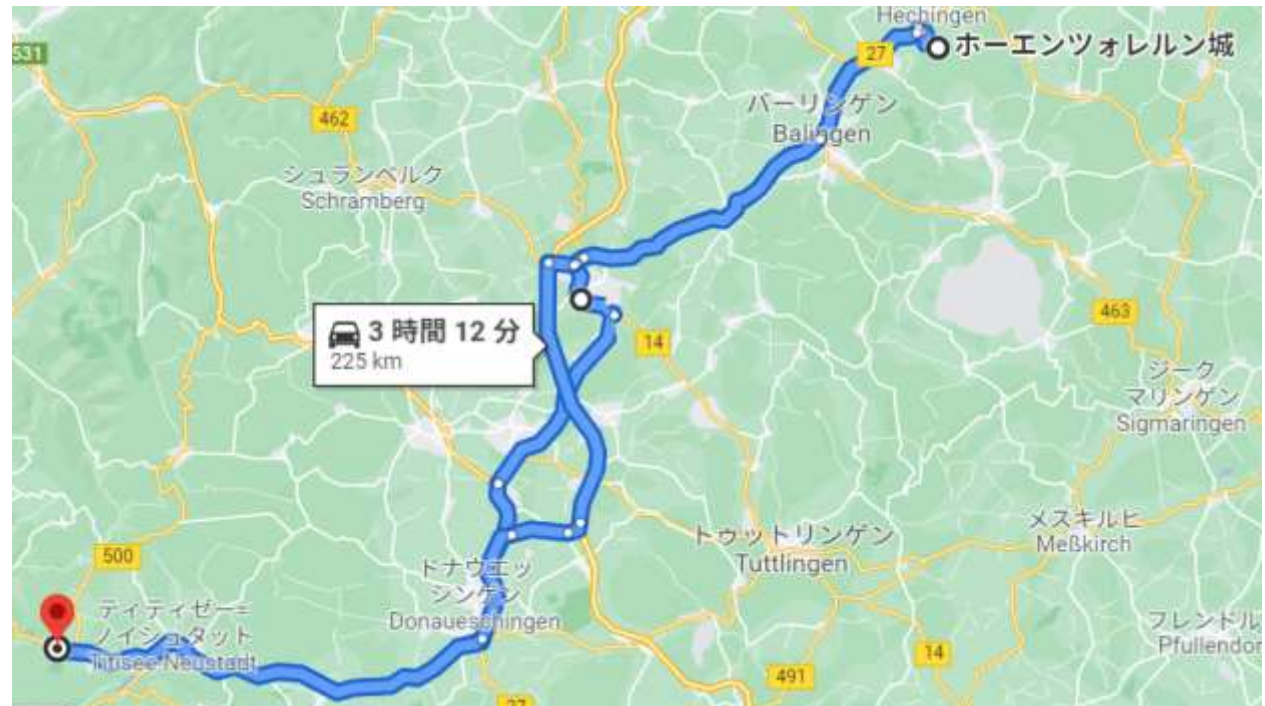 Hechingen
ホーエンツォレルン城
531
27
462
バーリンゲン
Balingen
シュランベルク
Schramberg
463
3 時間 12 分
225 km
14
ジーク
マリンゲン
Sigmaringen
メスキルヒ
Meßkirch
トゥットリンゲン
Tuttlingen
500
ドナウエッ
シンゲン
Donaueschingen
ティティゼー=
ノイシュタット
Titisee-Neustadt
フレンドル
Pfullendor
14
491
27